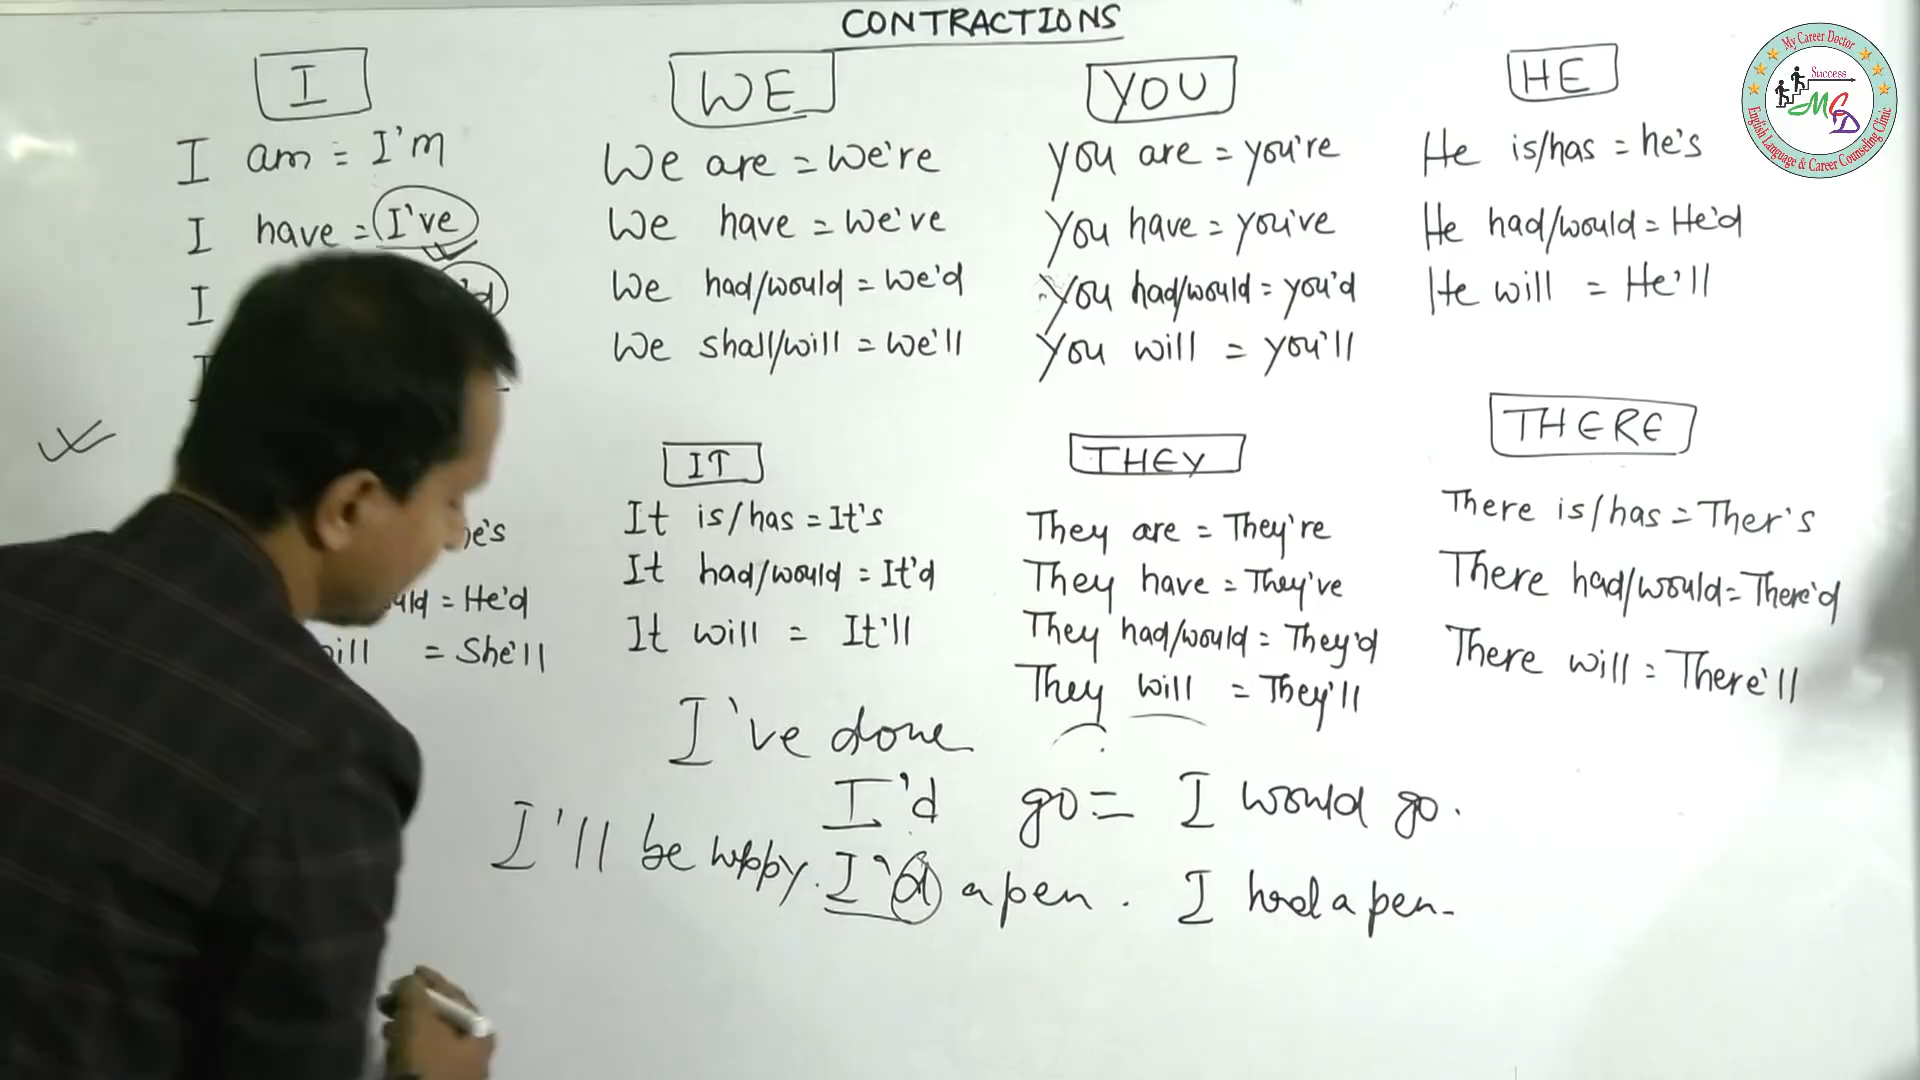 CONTRACTIONS
I
I am = I'm
I have = I've
I 'd
I
WE
We are = we're
We have = we've
We had/would = we'd
We shall/will = we'll
YOU
You are = you're
You have = you've
You had/would = you'd
You will = you'll
HE
He is/has = he's
He had/would = He'd
He will = He'll
= He'd
will = She'll
IT
It is/has = It's
It had/would = It'd
It will = It'll
THEY
They are = They're
They have = They've
They had/would = They'd
They will = They'll
THERE
There is/has = Ther's
There had/would = There'd
There will = There'll
I've done
I'd go = I would go.
I'll be happy.
I'd a pen. I had a pen.
My Career Doctor
Success
MCD
English Language & Career Counseling Clinic